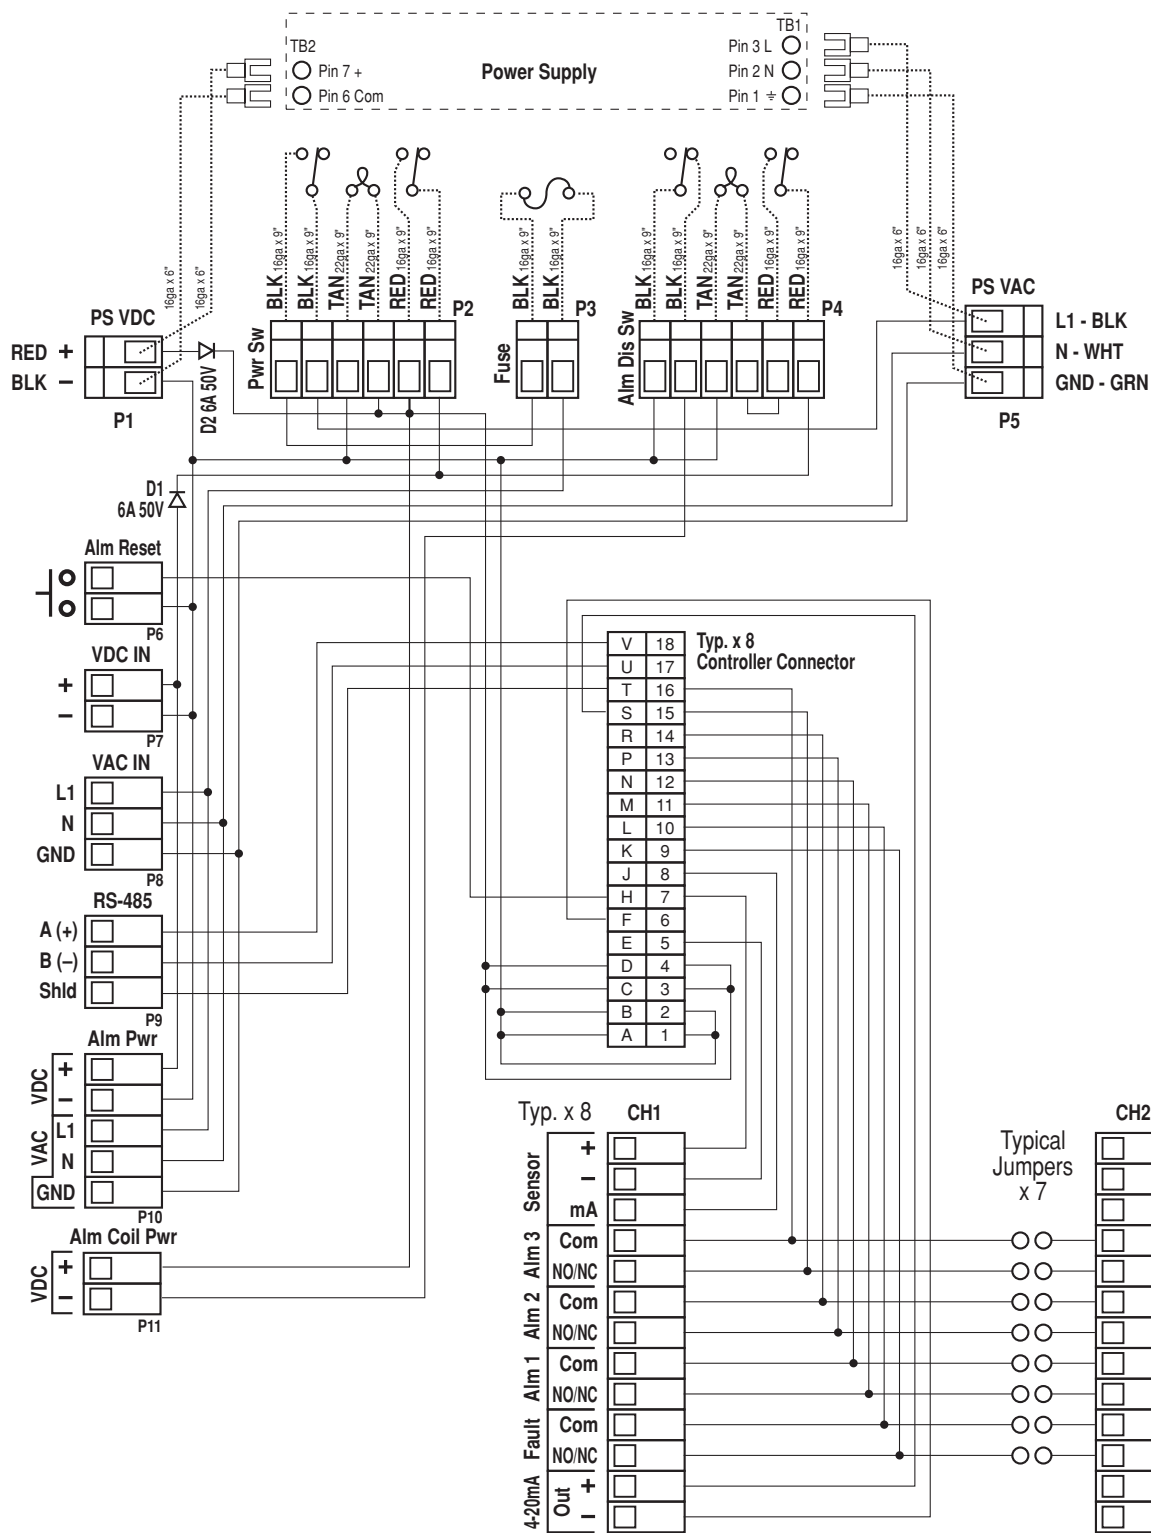 TB1
TB2
Pin 3 L
Pin 7 +
Power Supply
Pin 2 N
Pin 6 Com
Pin 1 ⏚
16ga x 6"
16ga x 6"
BLK 16ga x 9"
BLK 16ga x 9"
TAN 22ga x 9"
TAN 22ga x 9"
RED 16ga x 9"
RED 16ga x 9"
BLK 16ga x 9"
BLK 16ga x 9"
BLK 16ga x 9"
BLK 16ga x 9"
TAN 22ga x 9"
TAN 22ga x 9"
RED 16ga x 9"
RED 16ga x 9"
16ga x 6"
16ga x 6"
16ga x 6"
PS VDC
RED +
BLK –
P1
D2 6A 50V
Pwr Sw
P2
Fuse
P3
Alm Dis Sw
P4
PS VAC
L1 - BLK
N - WHT
GND - GRN
P5
D1
6A 50V
Alm Reset
P6
VDC IN
+
–
P7
VAC IN
L1
N
GND
P8
RS-485
A (+)
B (–)
Shld
P9
Alm Pwr
VDC
+
–
VAC
L1
N
GND
P10
Alm Coil Pwr
VDC
+
–
P11
Typ. x 8
Controller Connector
V 18
U 17
T 16
S 15
R 14
P 13
N 12
M 11
L 10
K 9
J 8
H 7
F 6
E 5
D 4
C 3
B 2
A 1
Typ. x 8
CH1
CH2
Typical
Jumpers
x 7
Sensor
+
–
mA
Alm 3
Com
NO/NC
Alm 2
Com
NO/NC
Alm 1
Com
NO/NC
Fault
Com
NO/NC
4-20mA
Out
+
–